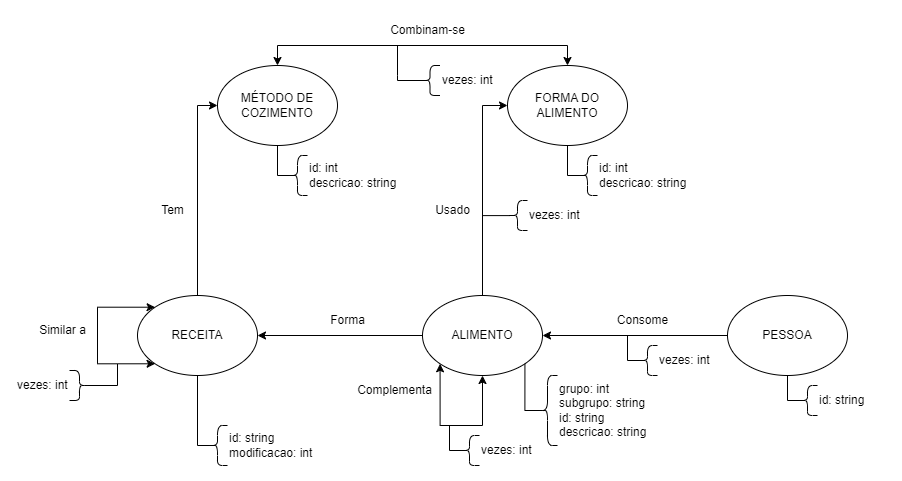 Combinam-se
vezes: int
MÉTODO DE
COZIMENTO
FORMA DO
ALIMENTO
id: int
descricao: string
id: int
descricao: string
Tem
Usado
vezes: int
Similar a
RECEITA
Forma
ALIMENTO
Consome
PESSOA
vezes: int
vezes: int
Complementa
grupo: int
subgrupo: string
id: string
descricao: string
id: string
id: string
modificacao: int
vezes: int